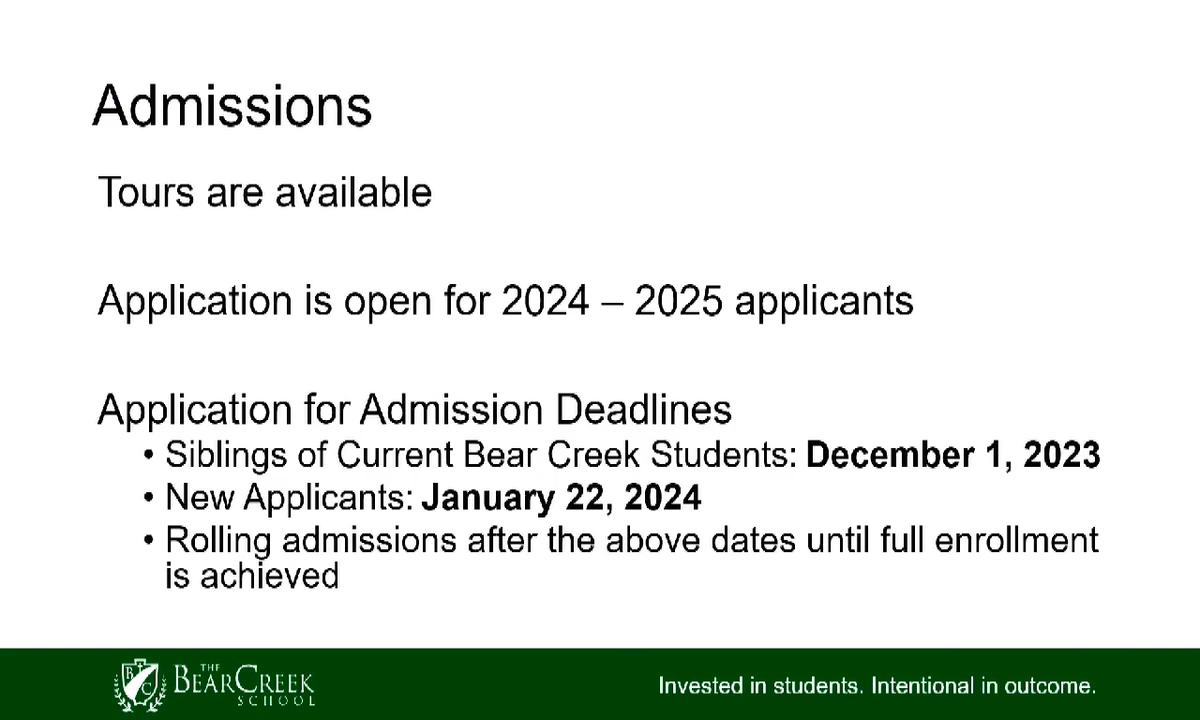 Admissions
Tours are available
Application is open for 2024 – 2025 applicants
Application for Admission Deadlines
• Siblings of Current Bear Creek Students: December 1, 2023
• New Applicants: January 22, 2024
• Rolling admissions after the above dates until full enrollment
is achieved
B C
THE
BEARCREEK
SCHOOL
Invested in students. Intentional in outcome.